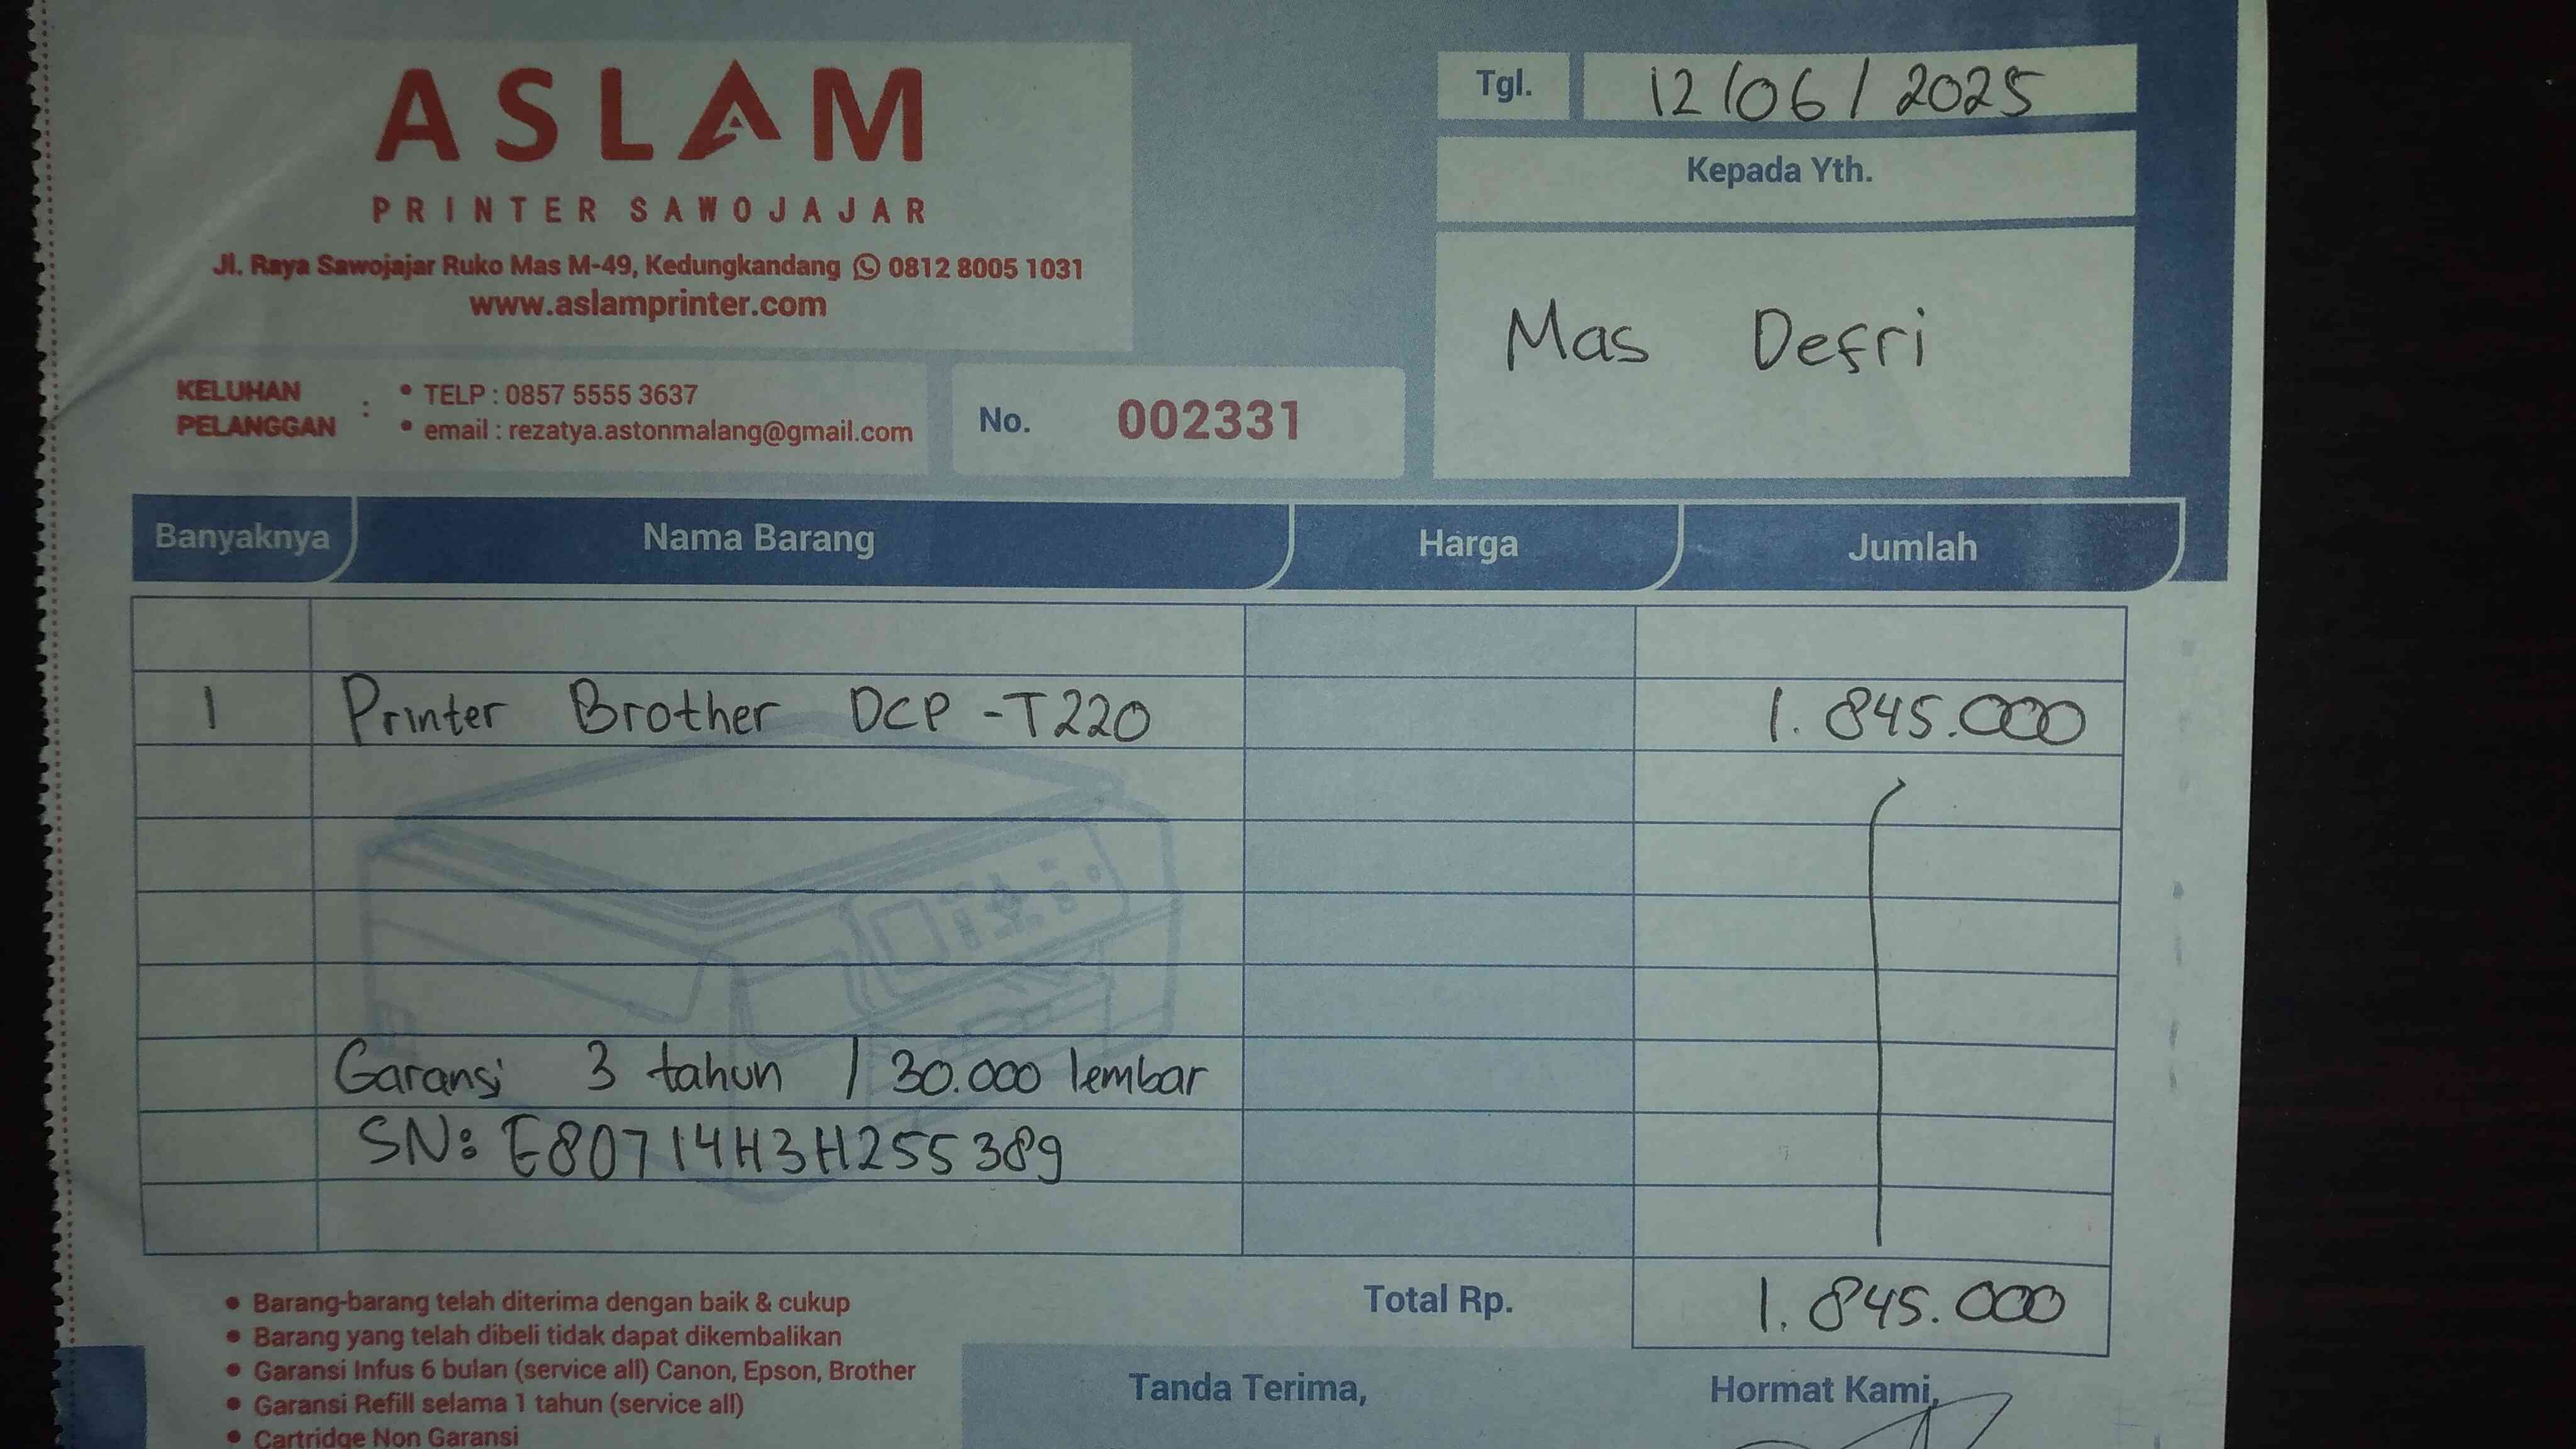 ASLAM
PRINTER SAWOJAJAR
Jl. Raya Sawojajar Ruko Mas M-49, Kedungkandang 0812 8005 1031
www.aslamprinter.com
KELUHAN PELANGGAN :
• TELP : 0857 5555 3637
• email : rezatya.astonmalang@gmail.com
No. 002331
Tgl. 12/06/2025
Kepada Yth.
Mas Defri
Banyaknya Nama Barang Harga Jumlah
1 Printer Brother DCP-T220 1.845.000
Garansi 3 tahun / 30.000 lembar
SN: E80714H3H255389
Total Rp. 1.845.000
• Barang-barang telah diterima dengan baik & cukup
• Barang yang telah dibeli tidak dapat dikembalikan
• Garansi Infus 6 bulan (service all) Canon, Epson, Brother
• Garansi Refill selama 1 tahun (service all)
• Cartridge Non Garansi
Tanda Terima,
Hormat Kami,